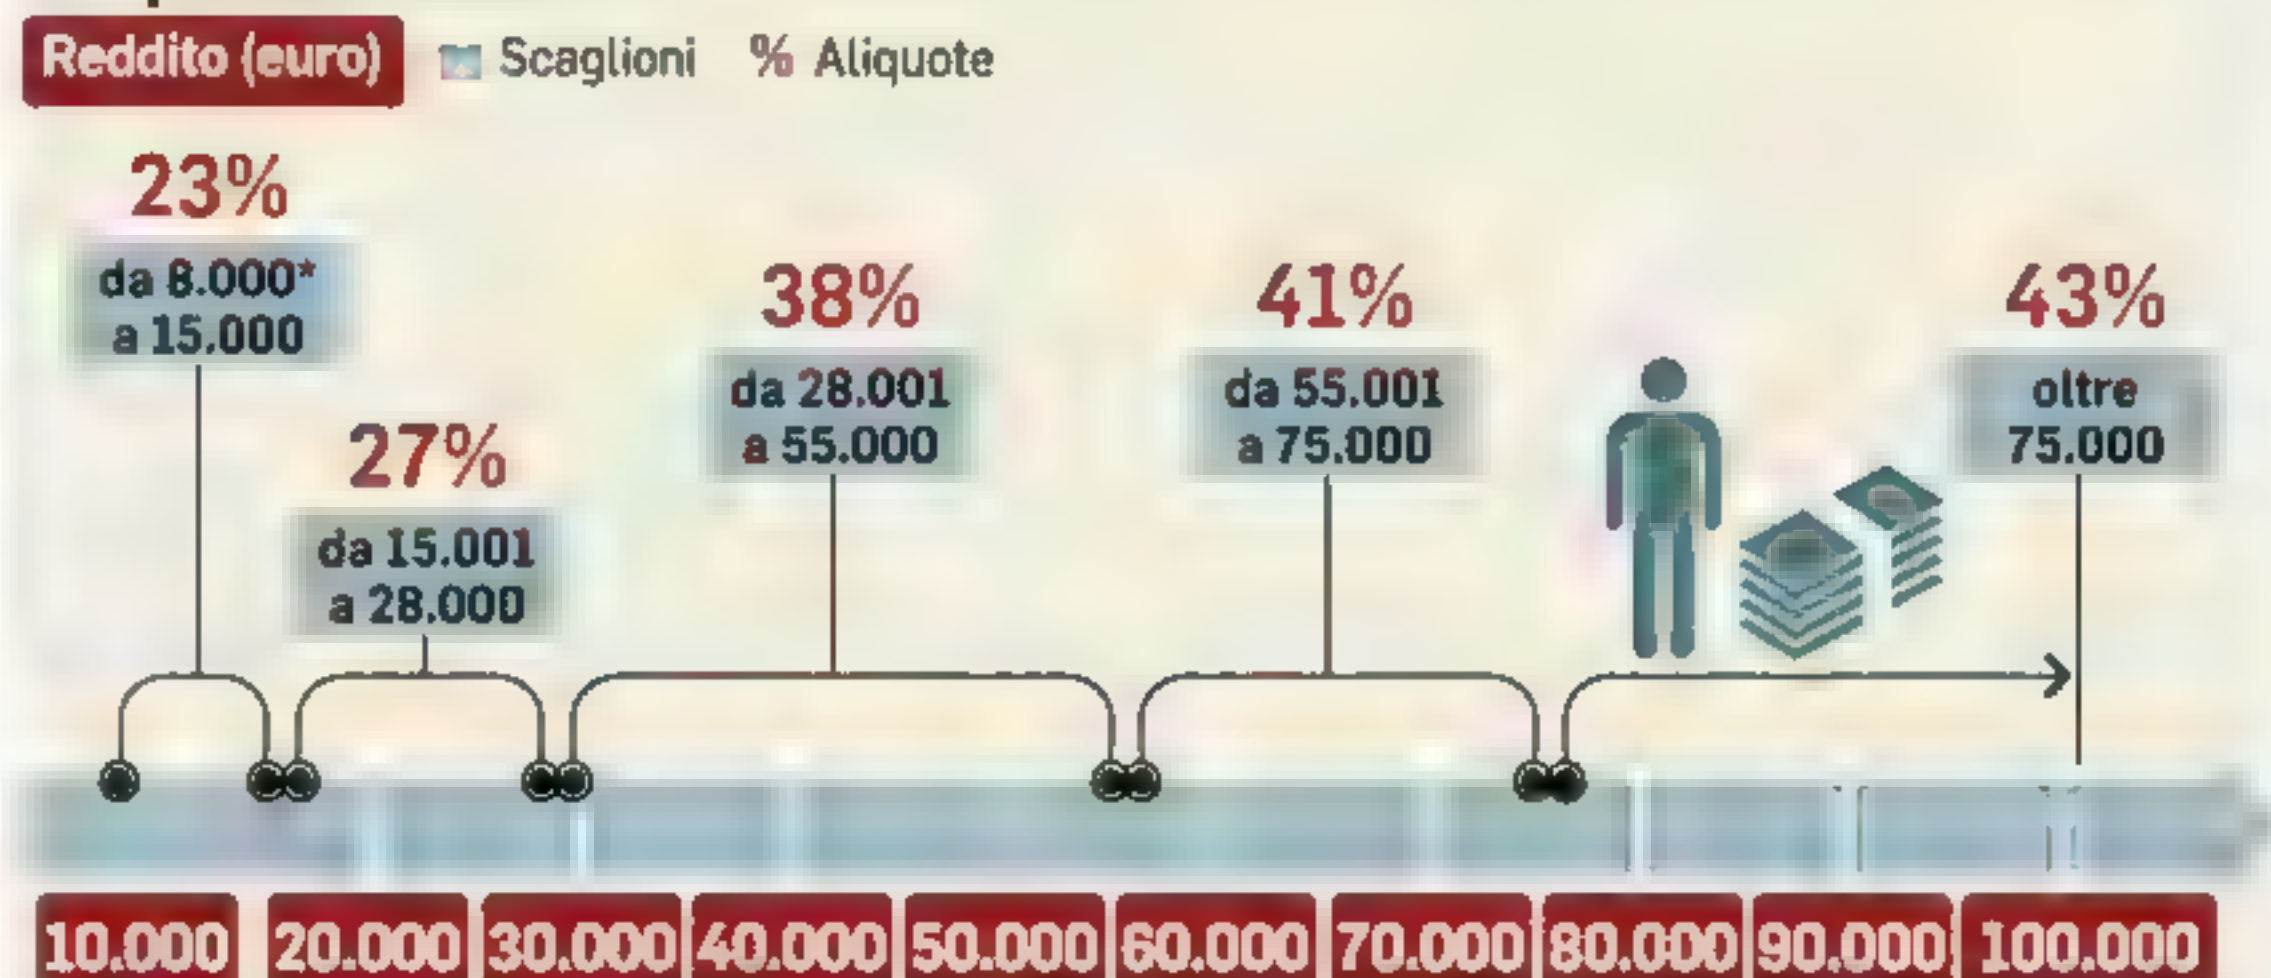 Reddito (euro) Scaglioni % Aliquote
23%
da 8.000*
a 15.000
27%
da 15.001
a 28.000
38%
da 28.001
a 55.000
41%
da 55.001
a 75.000
43%
oltre
75.000
10.000 20.000 30.000 40.000 50.000 60.000 70.000 80.000 90.000 100.000